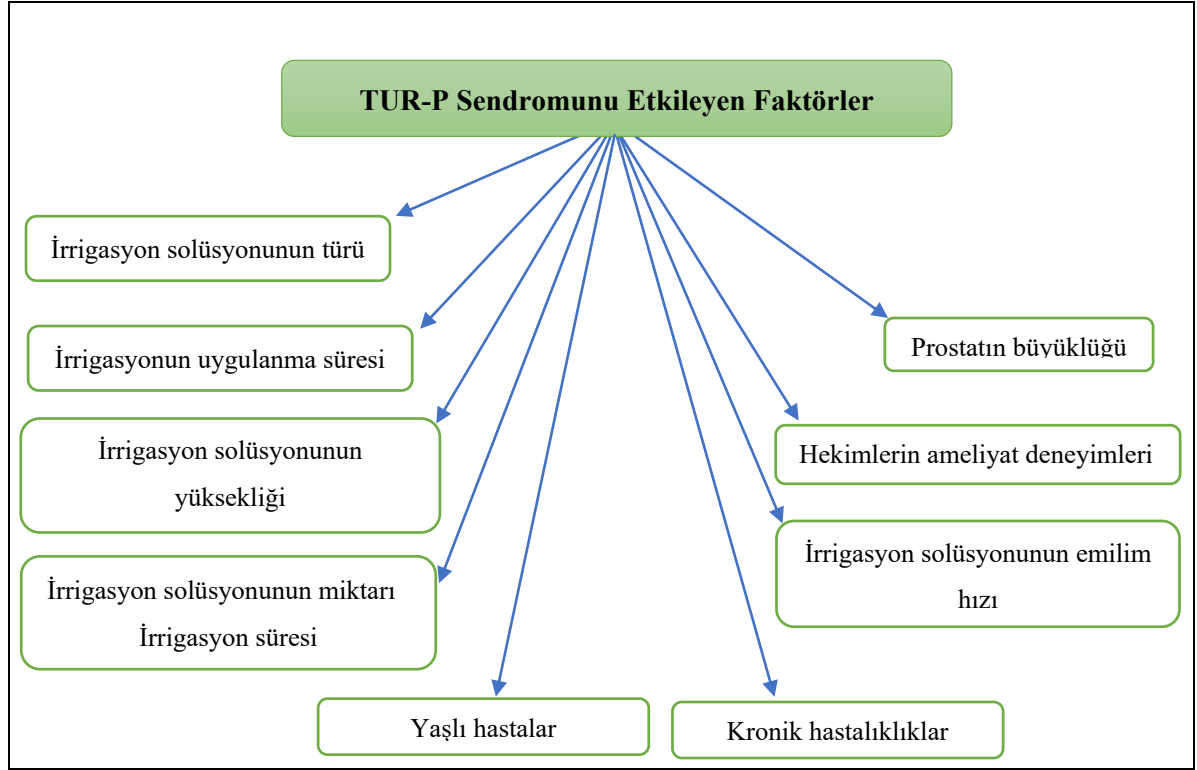 TUR-P Sendromunu Etkileyen Faktörler
İrrigasyon solüsyonunun türü
İrrigasyonun uygulanma süresi
İrrigasyon solüsyonunun
yüksekliği
İrrigasyon solüsyonunun miktarı
İrrigasyon süresi
Yaşlı hastalar
Kronik hastalıklıklar
İrrigasyon solüsyonunun emilim
hızı
Hekimlerin ameliyat deneyimleri
Prostatın büyüklüğü